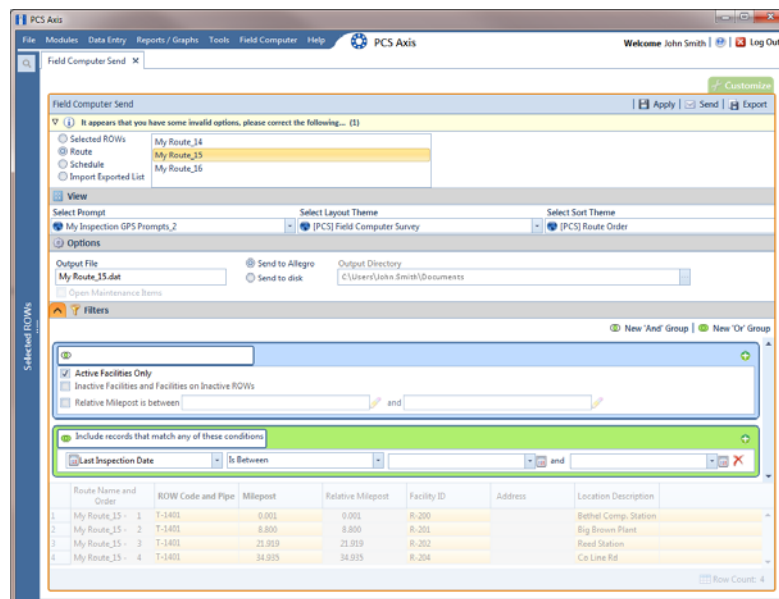 PCS Axis
File Modules Data Entry Reports / Graphs Tools Field Computer Help PCS Axis Welcome John Smith | | Log Out
Field Computer Send
Customize
Field Computer Send | Apply | Send | Export
It appears that you have some invalid options, please correct the following... (1)
Selected ROWs
Route
Schedule
Import Exported List
My Route_14
My Route_15
My Route_16
View
Select Prompt Select Layout Theme Select Sort Theme
My Inspection GPS Prompts_2 [PCS] Field Computer Survey [PCS] Route Order
Options
Output File Send to Allegro Output Directory
My Route_15.dat Send to disk C:\Users\John.Smith\Documents
Open Maintenance Items
Filters
Selected ROWs
New 'And' Group | New 'Or' Group
Active Facilities Only
Inactive Facilities and Facilities on Inactive ROWs
Relative Milepost is between and
Include records that match any of these conditions
Last Inspection Date Is Between and
Route Name and Order ROW Code and Pipe Milepost Relative Milepost Facility ID Address Location Description
1 My Route_15 - 1 T-1401 0.001 0.001 R-200 Bethel Comp. Station
2 My Route_15 - 2 T-1401 8.800 8.800 R-201 Big Brown Plant
3 My Route_15 - 3 T-1401 21.919 21.919 R-202 Reed Station
4 My Route_15 - 4 T-1401 34.935 34.935 R-204 Co Line Rd
Row Count: 4